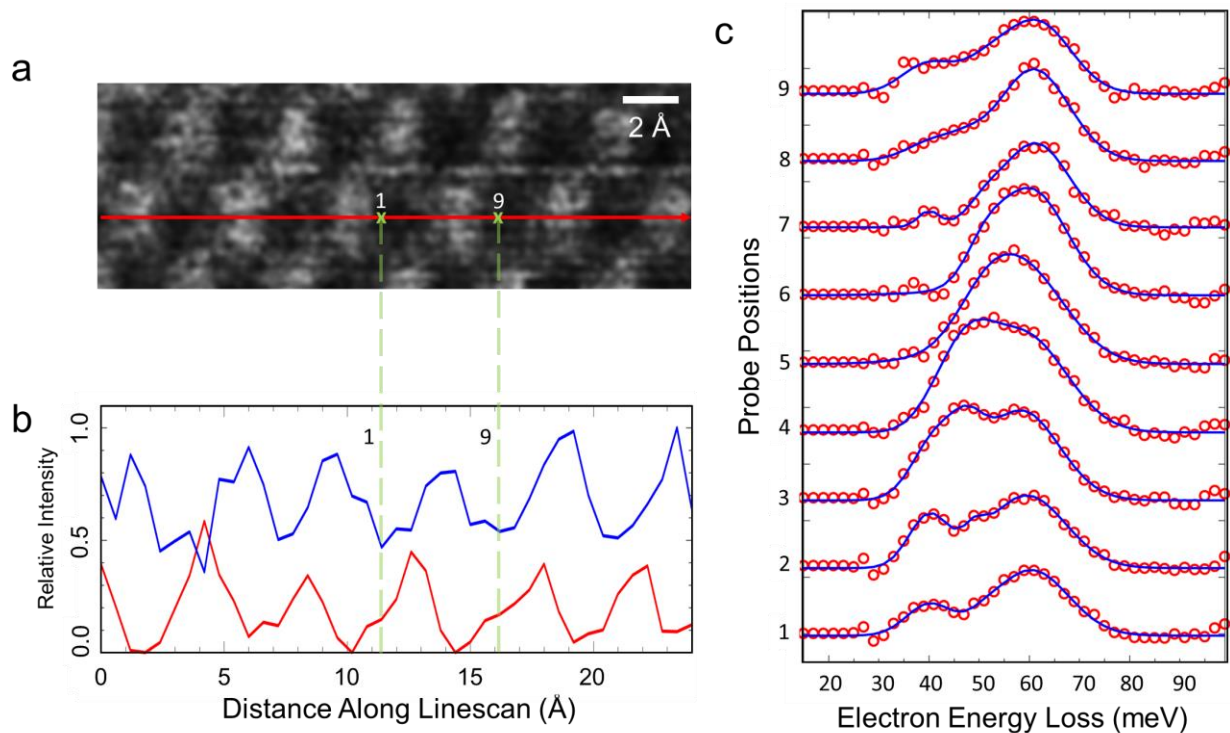 a
2 Å
1
9
b
Relative Intensity
1.0
0.5
0.0
1
9
0
5
10
15
20
Distance Along Linescan (Å)
c
Probe Positions
9
8
7
6
5
4
3
2
1
20 30 40 50 60 70 80 90
Electron Energy Loss (meV)